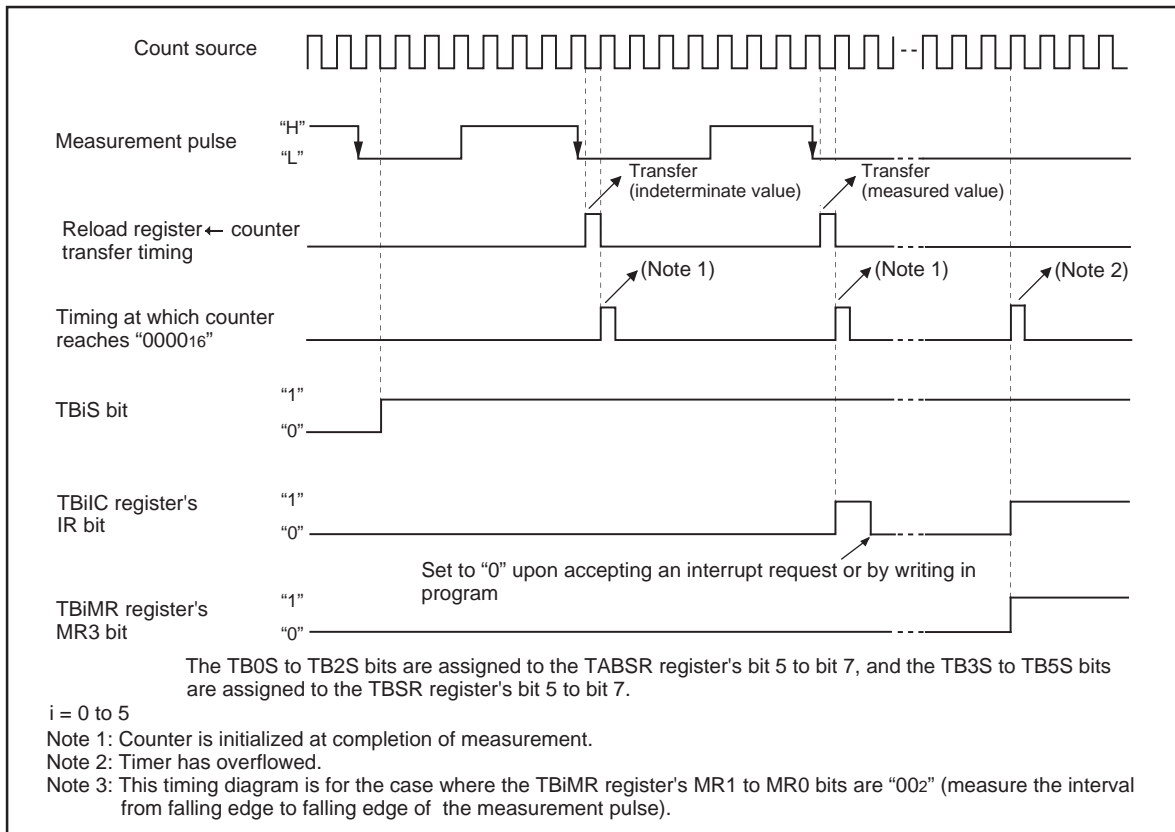 Count source
Measurement pulse
“H”
“L”
Transfer
(indeterminate value)
Transfer
(measured value)
Reload register ← counter
transfer timing
(Note 1)
(Note 1)
(Note 2)
Timing at which counter
reaches “000016”
TBiS bit
“1”
“0”
TBiIC register's
IR bit
“1”
“0”
Set to “0” upon accepting an interrupt request or by writing in
program
TBiMR register's
MR3 bit
“1”
“0”
The TB0S to TB2S bits are assigned to the TABSR register's bit 5 to bit 7, and the TB3S to TB5S bits
are assigned to the TBSR register's bit 5 to bit 7.
i = 0 to 5
Note 1: Counter is initialized at completion of measurement.
Note 2: Timer has overflowed.
Note 3: This timing diagram is for the case where the TBiMR register's MR1 to MR0 bits are “002” (measure the interval
from falling edge to falling edge of the measurement pulse).